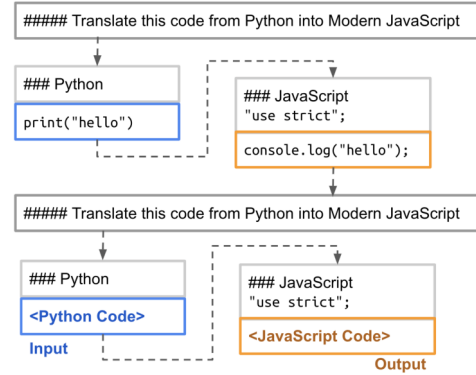 ##### Translate this code from Python into Modern JavaScript
### Python
print("hello")
### JavaScript
"use strict";
console.log("hello");
##### Translate this code from Python into Modern JavaScript
### Python
<Python Code>
Input
### JavaScript
"use strict";
<JavaScript Code>
Output